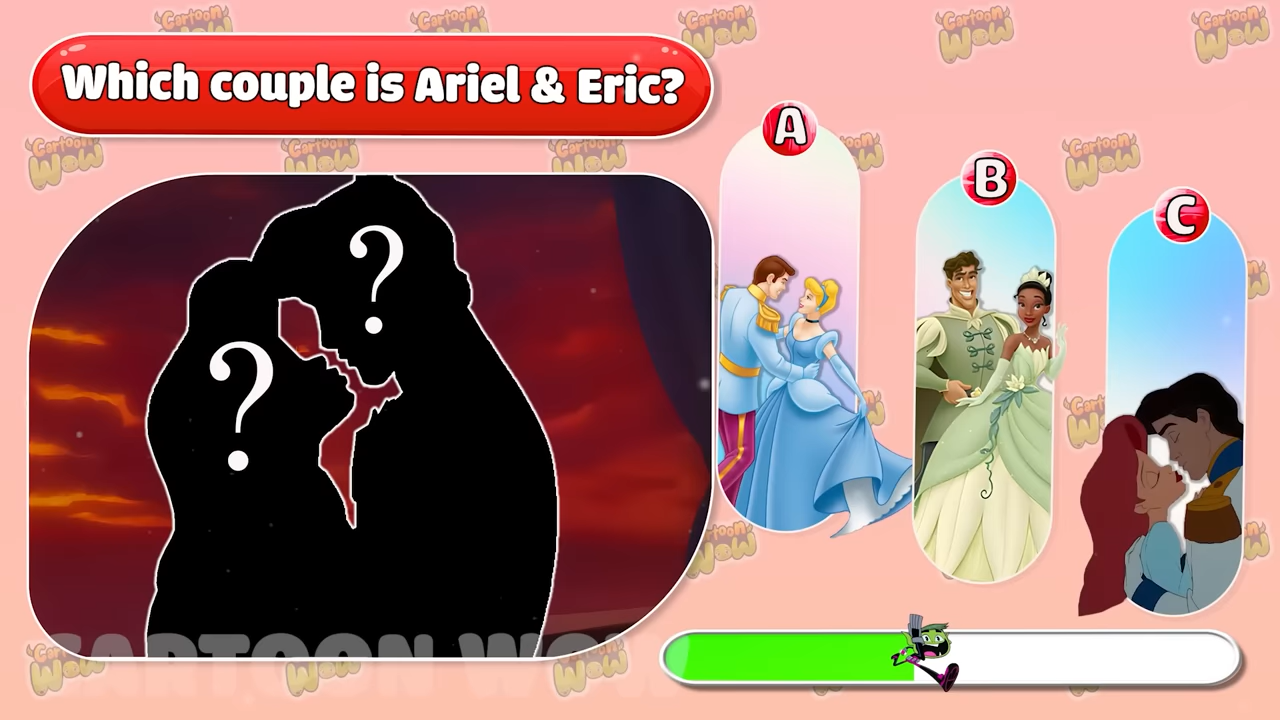 Which couple is Ariel & Eric?
A
B
C
?
?
CARTOON WOW
Cartoon WOW